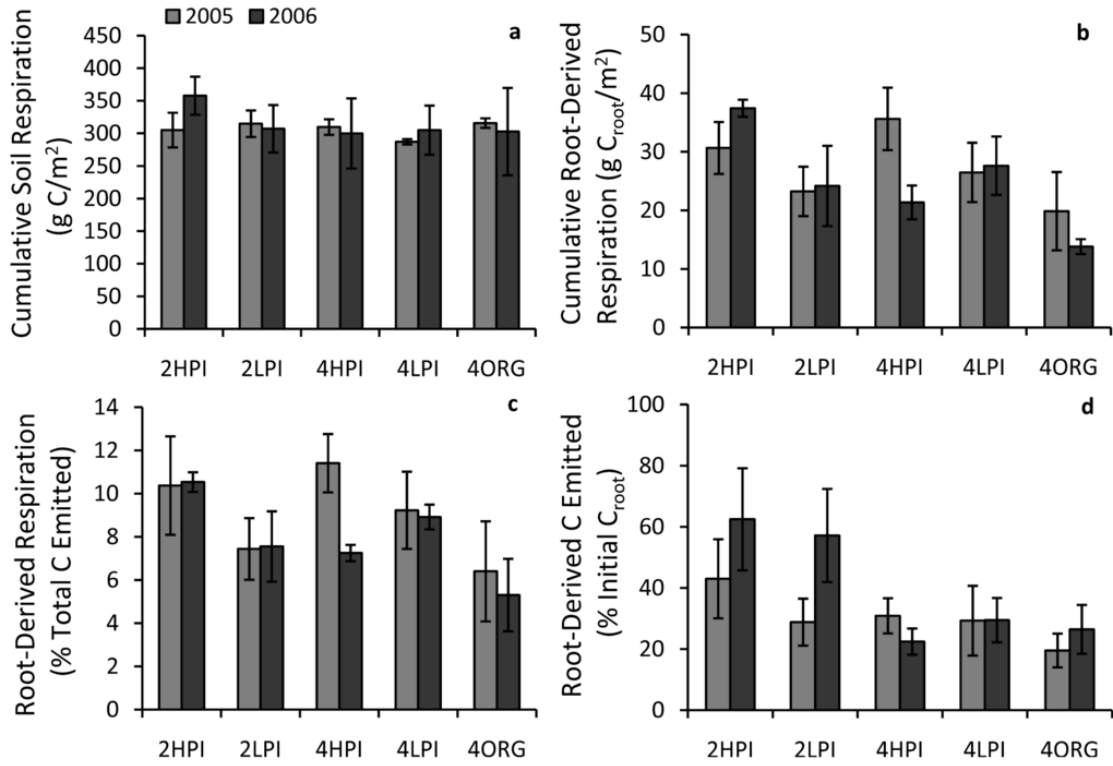 2005 2006
a
Cumulative Soil Respiration
(g C/m²)
450
400
350
300
250
200
150
100
50
0
2HPI 2LPI 4HPI 4LPI 4ORG
b
Cumulative Root-Derived
Respiration (g C_root/m²)
50
40
30
20
10
0
2HPI 2LPI 4HPI 4LPI 4ORG
c
Root-Derived Respiration
(% Total C Emitted)
14
12
10
8
6
4
2
0
2HPI 2LPI 4HPI 4LPI 4ORG
d
Root-Derived C Emitted
(% Initial C_root)
100
80
60
40
20
0
2HPI 2LPI 4HPI 4LPI 4ORG